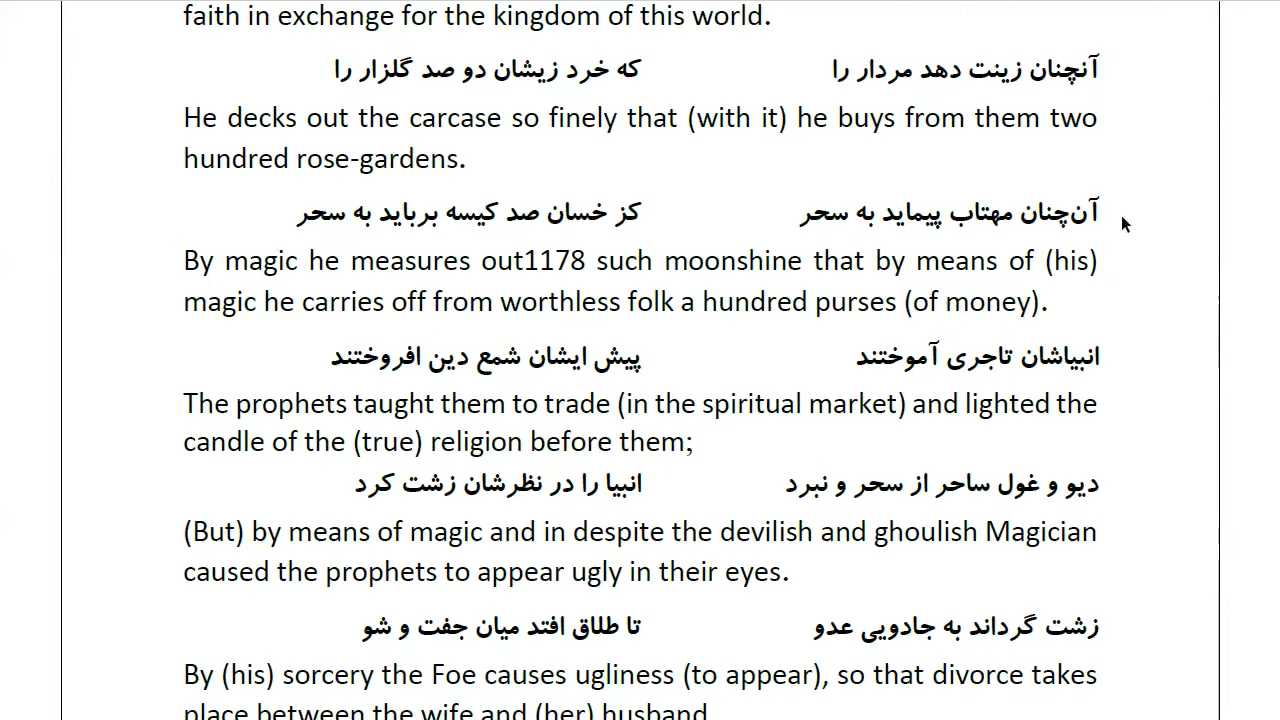 faith in exchange for the kingdom of this world.
آنچنان زینت دهد مردار را که خرد زیشان دو صد گلزار را
He decks out the carcase so finely that (with it) he buys from them two
hundred rose-gardens.
آن‌چنان مهتاب پیماید به سحر کز خسان صد کیسه برباید به سحر
By magic he measures out1178 such moonshine that by means of (his)
magic he carries off from worthless folk a hundred purses (of money).
انبیاشان تاجری آموختند پیش ایشان شمع دین افروختند
The prophets taught them to trade (in the spiritual market) and lighted the
candle of the (true) religion before them;
دیو و غول ساحر از سحر و نبرد انبیا را در نظرشان زشت کرد
(But) by means of magic and in despite the devilish and ghoulish Magician
caused the prophets to appear ugly in their eyes.
زشت گرداند به جادویی عدو تا طلاق افتد میان جفت و شو
By (his) sorcery the Foe causes ugliness (to appear), so that divorce takes
place between the wife and (her) husband